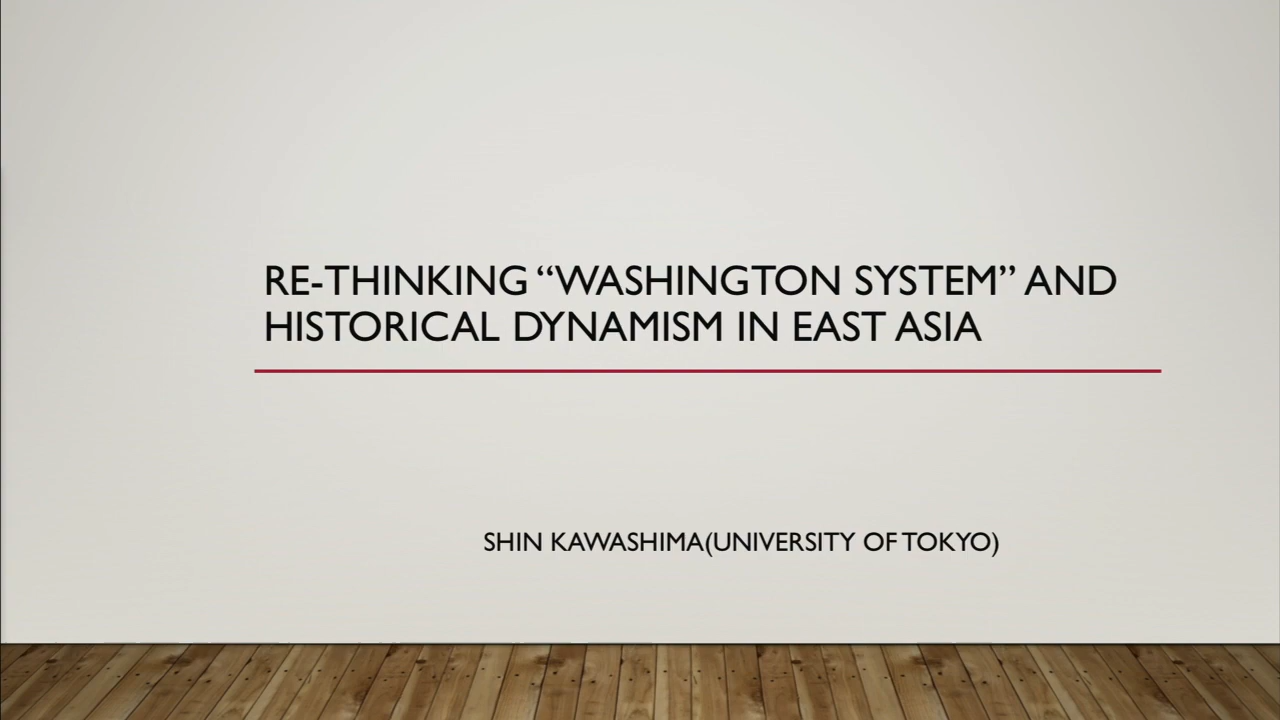 RE-THINKING “WASHINGTON SYSTEM” AND
HISTORICAL DYNAMISM IN EAST ASIA
SHIN KAWASHIMA(UNIVERSITY OF TOKYO)